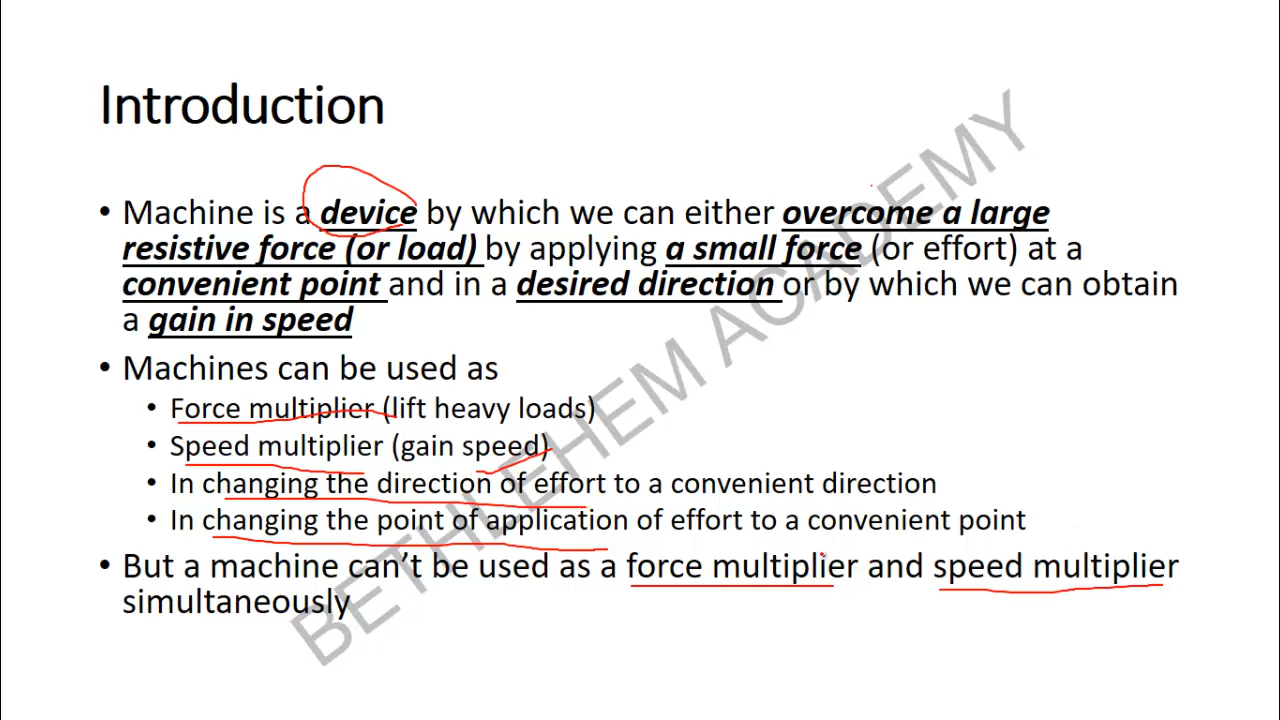 Introduction
• Machine is a device by which we can either overcome a large
resistive force (or load) by applying a small force (or effort) at a
convenient point and in a desired direction or by which we can obtain
a gain in speed
• Machines can be used as
• Force multiplier (lift heavy loads)
• Speed multiplier (gain speed)
• In changing the direction of effort to a convenient direction
• In changing the point of application of effort to a convenient point
• But a machine can’t be used as a force multiplier and speed multiplier
simultaneously
BETHLEHEM ACADEMY